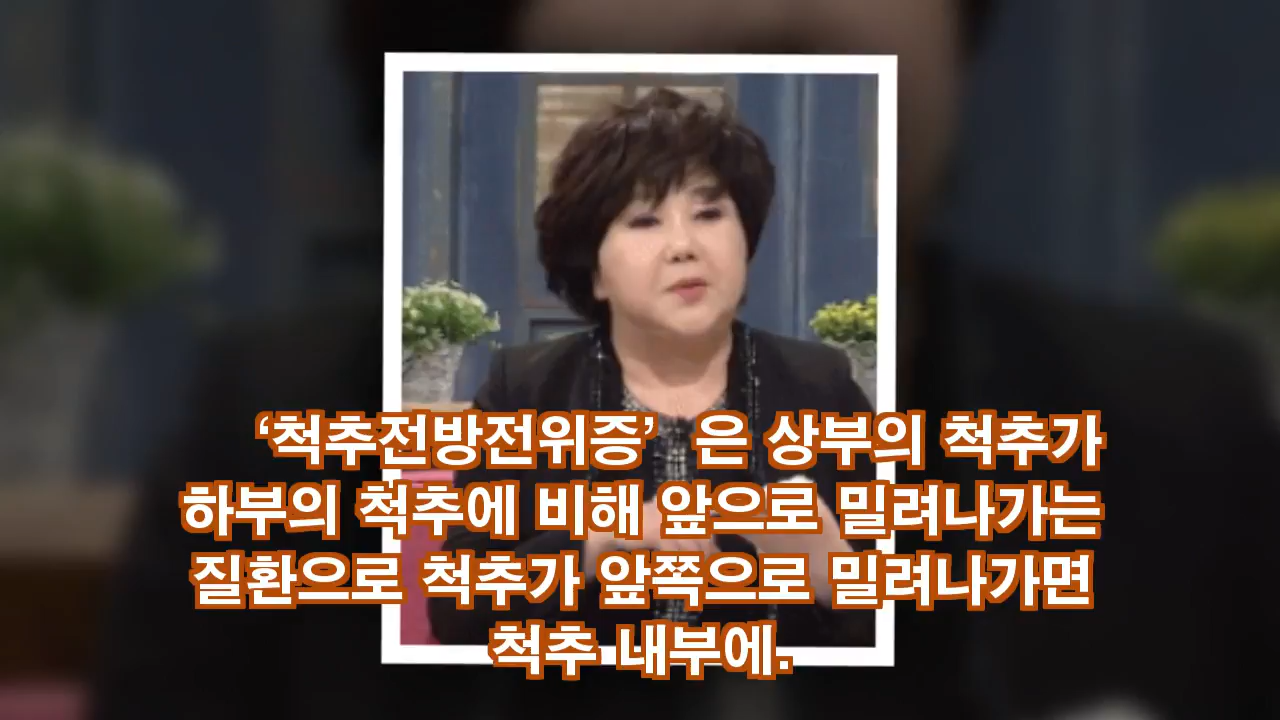 ‘척추전방전위증’ 은 상부의 척추가
하부의 척추에 비해 앞으로 밀려나가는
질환으로 척추가 앞쪽으로 밀려나가면
척추 내부에.